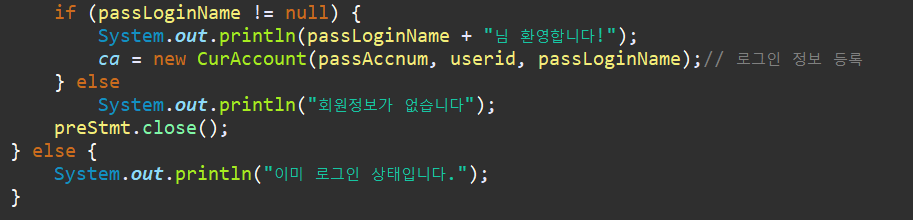 if (passLoginName != null) {
System.out.println(passLoginName + "님 환영합니다!");
ca = new CurAccount(passAccnum, userid, passLoginName);// 로그인 정보 등록
} else
System.out.println("회원정보가 없습니다");
preStmt.close();
} else {
System.out.println("이미 로그인 상태입니다.");
}